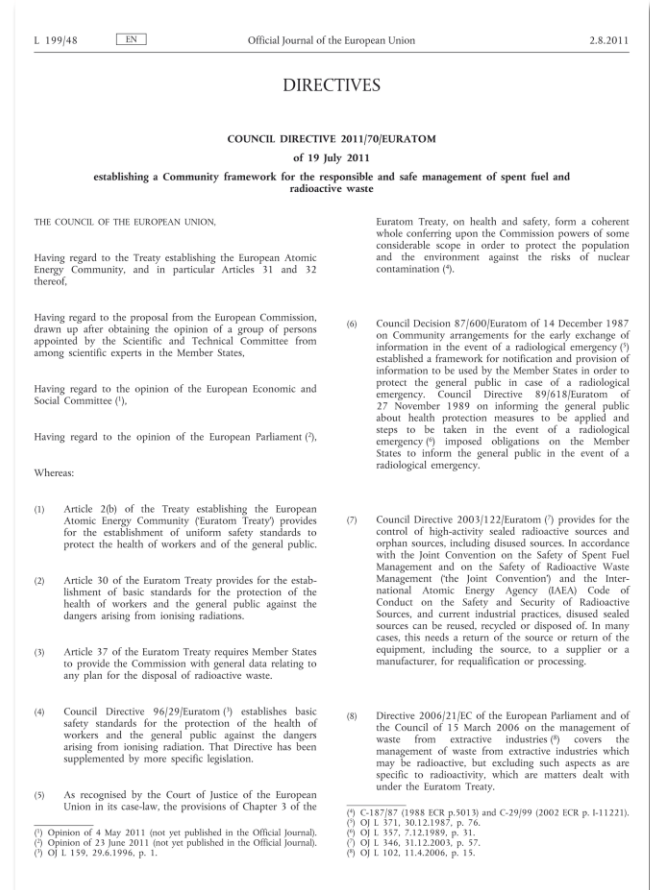 L 199/48
EN
Official Journal of the European Union
2.8.2011
DIRECTIVES
COUNCIL DIRECTIVE 2011/70/EURATOM
of 19 July 2011
establishing a Community framework for the responsible and safe management of spent fuel and
radioactive waste
THE COUNCIL OF THE EUROPEAN UNION,
Having regard to the Treaty establishing the European Atomic
Energy Community, and in particular Articles 31 and 32
thereof,
Having regard to the proposal from the European Commission,
drawn up after obtaining the opinion of a group of persons
appointed by the Scientific and Technical Committee from
among scientific experts in the Member States,
Having regard to the opinion of the European Economic and
Social Committee (1),
Having regard to the opinion of the European Parliament (2),
Whereas:
(1) Article 2(b) of the Treaty establishing the European
Atomic Energy Community (‘Euratom Treaty’) provides
for the establishment of uniform safety standards to
protect the health of workers and of the general public.
(2) Article 30 of the Euratom Treaty provides for the estab-
lishment of basic standards for the protection of the
health of workers and the general public against the
dangers arising from ionising radiations.
(3) Article 37 of the Euratom Treaty requires Member States
to provide the Commission with general data relating to
any plan for the disposal of radioactive waste.
(4) Council Directive 96/29/Euratom (3) establishes basic
safety standards for the protection of the health of
workers and the general public against the dangers
arising from ionising radiation. That Directive has been
supplemented by more specific legislation.
(5) As recognised by the Court of Justice of the European
Union in its case-law, the provisions of Chapter 3 of the
(1) Opinion of 4 May 2011 (not yet published in the Official Journal).
(2) Opinion of 23 June 2011 (not yet published in the Official Journal).
(3) OJ L 159, 29.6.1996, p. 1.
Euratom Treaty, on health and safety, form a coherent
whole conferring upon the Commission powers of some
considerable scope in order to protect the population
and the environment against the risks of nuclear
contamination (4).
(6) Council Decision 87/600/Euratom of 14 December 1987
on Community arrangements for the early exchange of
information in the event of a radiological emergency (5)
established a framework for notification and provision of
information to be used by the Member States in order to
protect the general public in case of a radiological
emergency. Council Directive 89/618/Euratom of
27 November 1989 on informing the general public
about health protection measures to be applied and
steps to be taken in the event of a radiological
emergency (6) imposed obligations on the Member
States to inform the general public in the event of a
radiological emergency.
(7) Council Directive 2003/122/Euratom (7) provides for the
control of high-activity sealed radioactive sources and
orphan sources, including disused sources. In accordance
with the Joint Convention on the Safety of Spent Fuel
Management and on the Safety of Radioactive Waste
Management (‘the Joint Convention’) and the Inter-
national Atomic Energy Agency (IAEA) Code of
Conduct on the Safety and Security of Radioactive
Sources, and current industrial practices, disused sealed
sources can be reused, recycled or disposed of. In many
cases, this needs a return of the source or return of the
equipment, including the source, to a supplier or a
manufacturer, for requalification or processing.
(8) Directive 2006/21/EC of the European Parliament and of
the Council of 15 March 2006 on the management of
waste from extractive industries (8) covers the
management of waste from extractive industries which
may be radioactive, but excluding such aspects as are
specific to radioactivity, which are matters dealt with
under the Euratom Treaty.
(4) C-187/87 (1988 ECR p.5013) and C-29/99 (2002 ECR p. I-11221).
(5) OJ L 371, 30.12.1987, p. 76.
(6) OJ L 357, 7.12.1989, p. 31.
(7) OJ L 346, 31.12.2003, p. 57.
(8) OJ L 102, 11.4.2006, p. 15.